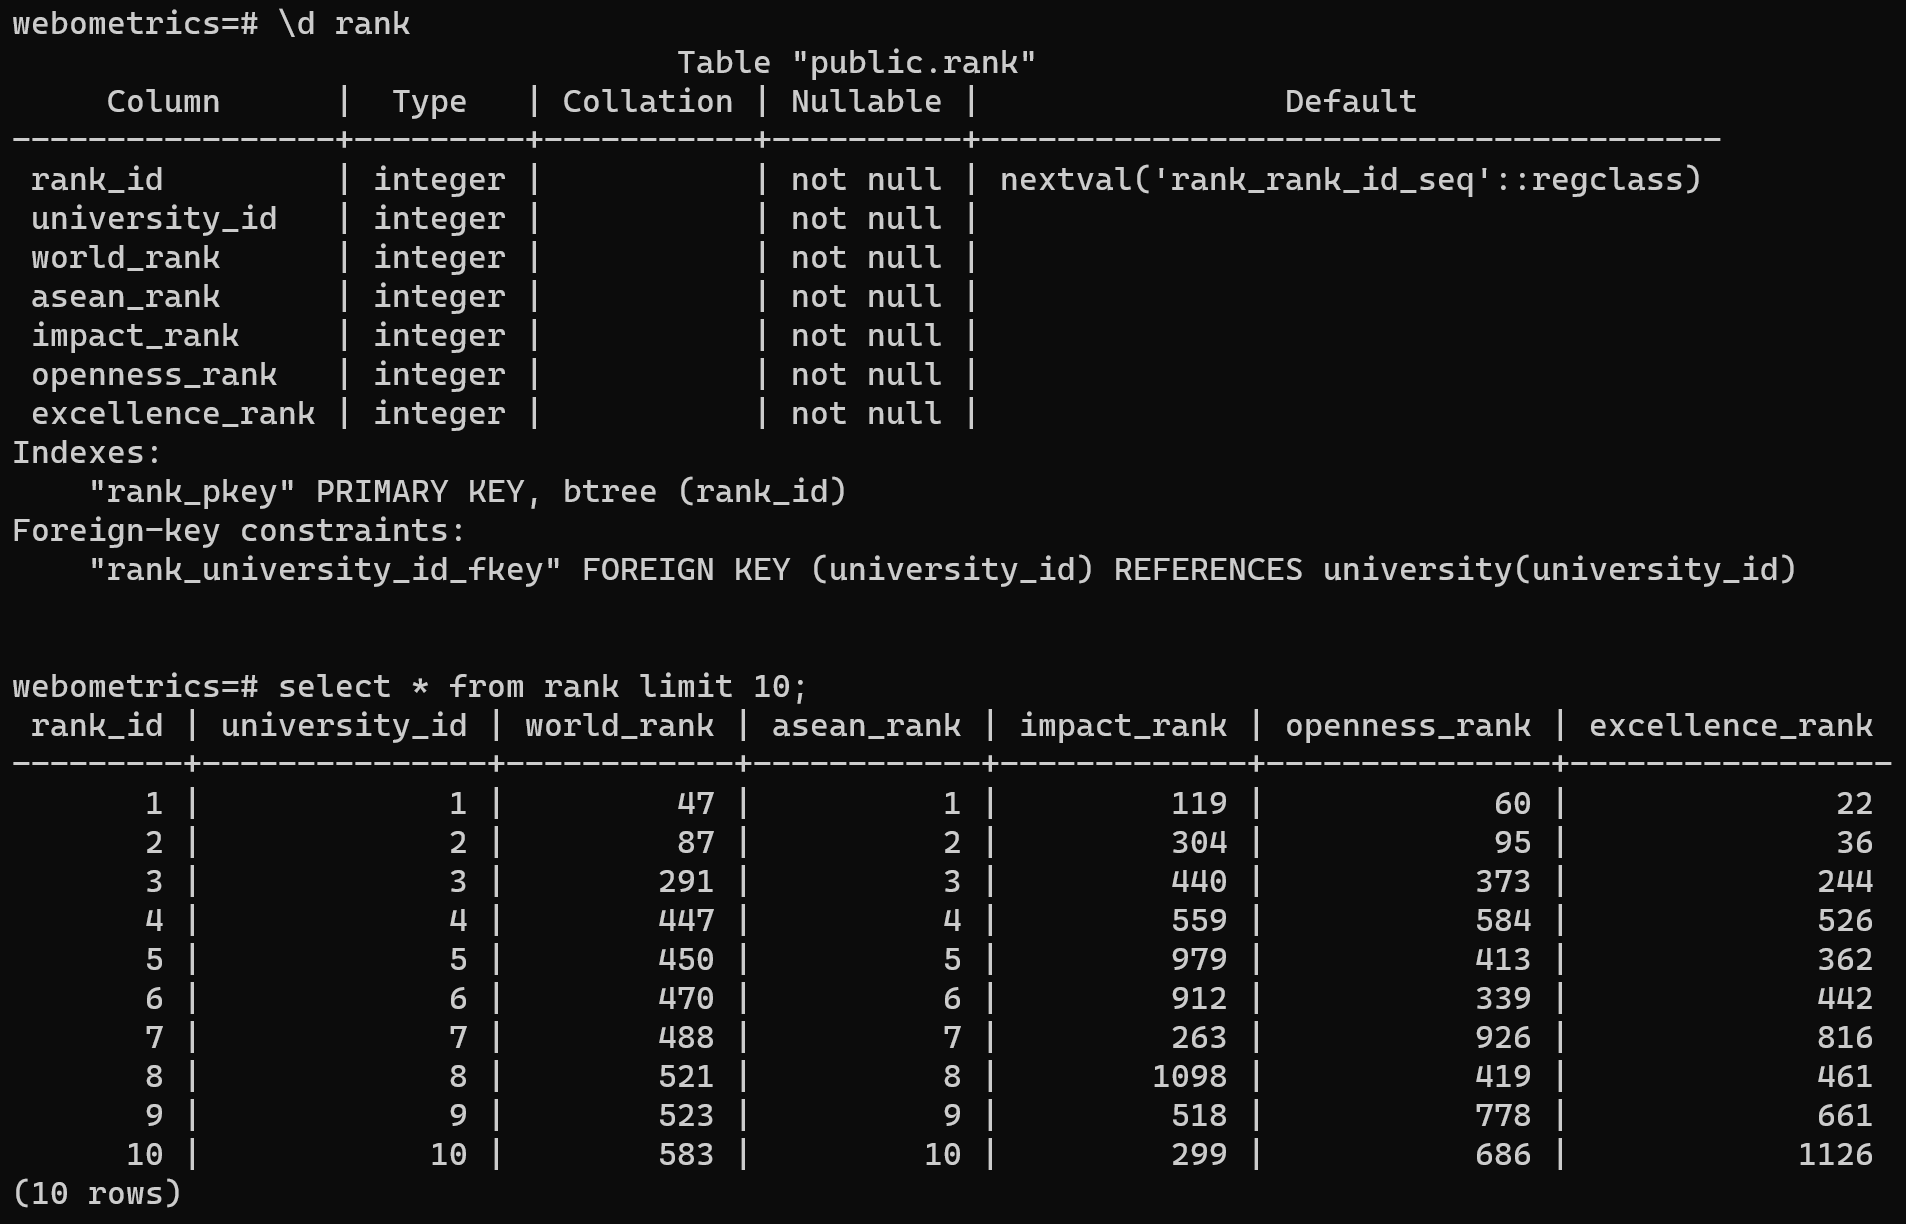 webometrics=# \d rank
                                   Table "public.rank"
     Column      |  Type   | Collation | Nullable |                Default
-----------------+---------+-----------+----------+---------------------------------------
 rank_id         | integer |           | not null | nextval('rank_rank_id_seq'::regclass)
 university_id   | integer |           | not null |
 world_rank      | integer |           | not null |
 asean_rank      | integer |           | not null |
 impact_rank     | integer |           | not null |
 openness_rank   | integer |           | not null |
 excellence_rank | integer |           | not null |
Indexes:
    "rank_pkey" PRIMARY KEY, btree (rank_id)
Foreign-key constraints:
    "rank_university_id_fkey" FOREIGN KEY (university_id) REFERENCES university(university_id)
webometrics=# select * from rank limit 10;
 rank_id | university_id | world_rank | asean_rank | impact_rank | openness_rank | excellence_rank
---------+---------------+------------+------------+-------------+---------------+-----------------
       1 |             1 |         47 |          1 |         119 |            60 |              22
       2 |             2 |         87 |          2 |         304 |            95 |              36
       3 |             3 |        291 |          3 |         440 |           373 |             244
       4 |             4 |        447 |          4 |         559 |           584 |             526
       5 |             5 |        450 |          5 |         979 |           413 |             362
       6 |             6 |        470 |          6 |         912 |           339 |             442
       7 |             7 |        488 |          7 |         263 |           926 |             816
       8 |             8 |        521 |          8 |        1098 |           419 |             461
       9 |             9 |        523 |          9 |         518 |           778 |             661
      10 |            10 |        583 |         10 |         299 |           686 |            1126
(10 rows)